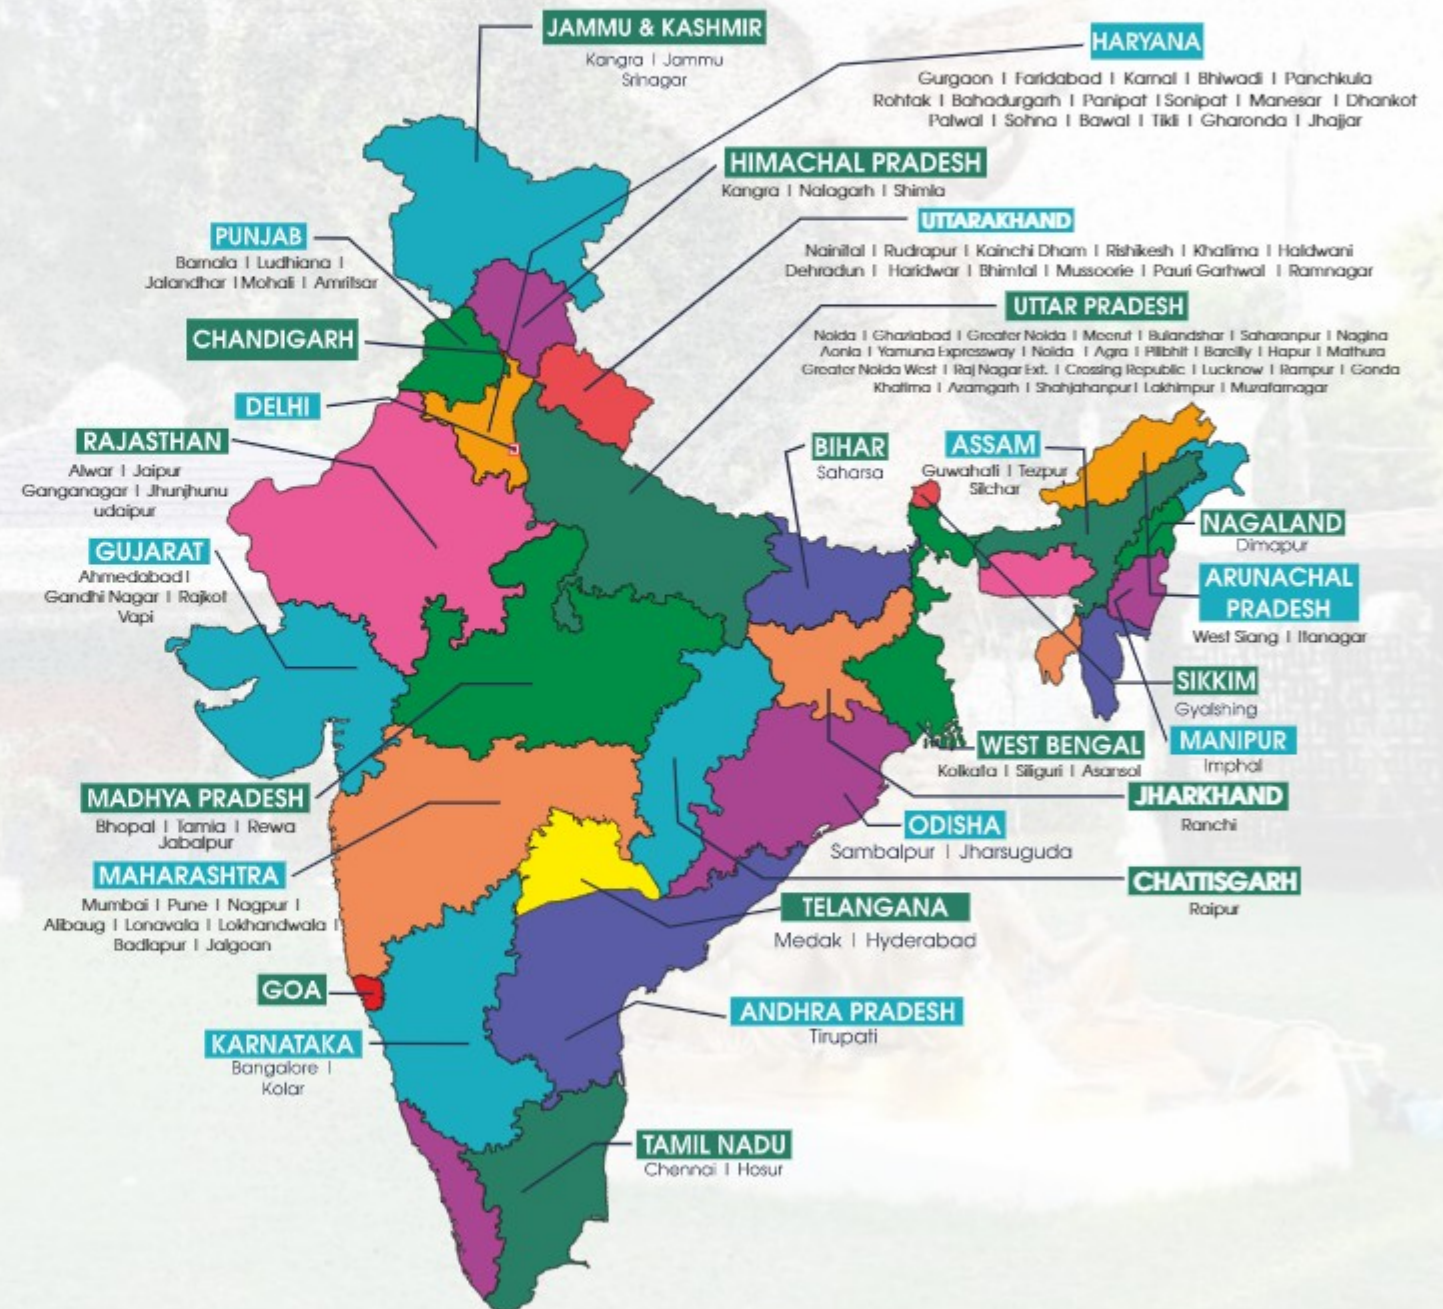 JAMMU & KASHMIR
Kangra | Jammu
Srinagar
HARYANA
Gurgaon | Faridabad | Karnal | Bhiwadi | Panchkula
Rohtak | Bahadurgarh | Panipat | Sonipat | Manesar | Dhankot
Palwal | Sohna | Bawal | Tikli | Gharonda | Jhajjar
HIMACHAL PRADESH
Kangra | Nalagarh | Shimla
UTTARAKHAND
Nainital | Rudrapur | Kainchi Dham | Rishikesh | Khatima | Haldwani
Dehradun | Haridwar | Bhimtal | Mussoorie | Pauri Garhwal | Ramnagar
PUNJAB
Barnala | Ludhiana |
Jalandhar | Mohali | Amritsar
UTTAR PRADESH
Noida | Ghaziabad | Greater Noida | Meerut | Bulandshar | Saharanpur | Nagina
Aonla | Yamuna Expressway | Noida | Agra | Pilibhit | Bareilly | Hapur | Mathura
Greater Noida West | Raj Nagar Ext. | Crossing Republic | Lucknow | Rampur | Gonda
Khatima | Azamgarh | Shahjahanpur | Lakhimpur | Muzafarnagar
CHANDIGARH
DELHI
RAJASTHAN
Alwar | Jaipur
Ganganagar | Jhunjhunu
udaipur
BIHAR
Saharsa
ASSAM
Guwahati | Tezpur
Silchar
NAGALAND
Dimapur
GUJARAT
Ahmedabad |
Gandhi Nagar | Rajkot
Vapi
ARUNACHAL
PRADESH
West Siang | Itanagar
SIKKIM
Gyalshing
MANIPUR
Imphal
WEST BENGAL
Kolkata | Siliguri | Asansol
MADHYA PRADESH
Bhopal | Tamia | Rewa
Jabalpur
JHARKHAND
Ranchi
ODISHA
Sambalpur | Jharsuguda
MAHARASHTRA
Mumbai | Pune | Nagpur |
Alibaug | Lonavala | Lokhandwala |
Badlapur | Jalgoan
CHATTISGARH
Raipur
TELANGANA
Medak | Hyderabad
GOA
ANDHRA PRADESH
Tirupati
KARNATAKA
Bangalore |
Kolar
TAMIL NADU
Chennai | Hosur